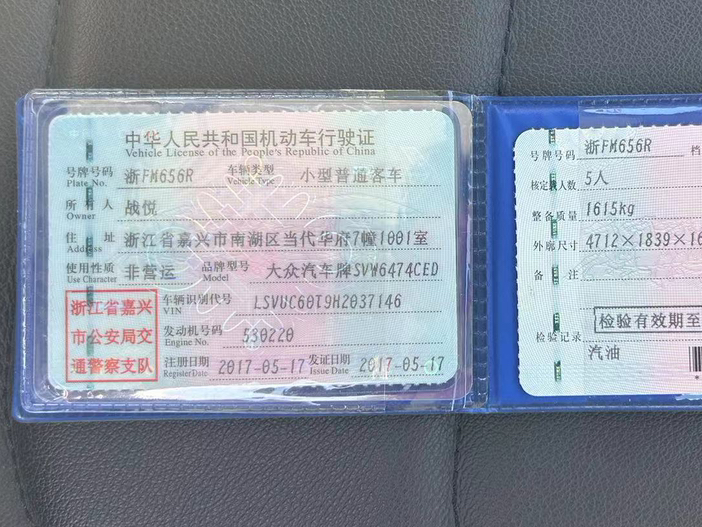 中华人民共和国机动车行驶证
Vehicle License of the People's Republic of China
号牌号码 浙FM656R 车辆类型 小型普通客车
Plate No. Vehicle Type
所有人 战悦
Owner
住址 浙江省嘉兴市南湖区当代华府7幢1001室
Address
使用性质 非营运 品牌型号 大众汽车牌SVW6474CED
Use Character Model
浙江省嘉兴
市公安局交
通警察支队
车辆识别代号 LSVUC60T9H2037146
VIN
发动机号码 530220
Engine No.
注册日期 2017-05-17 发证日期 2017-05-17
Register Date Issue Date
号牌号码 浙FM656R 档
核定载人数 5人
整备质量 1615kg
外廓尺寸 4712×1839×16
备注
检验有效期至
检验记录
汽油